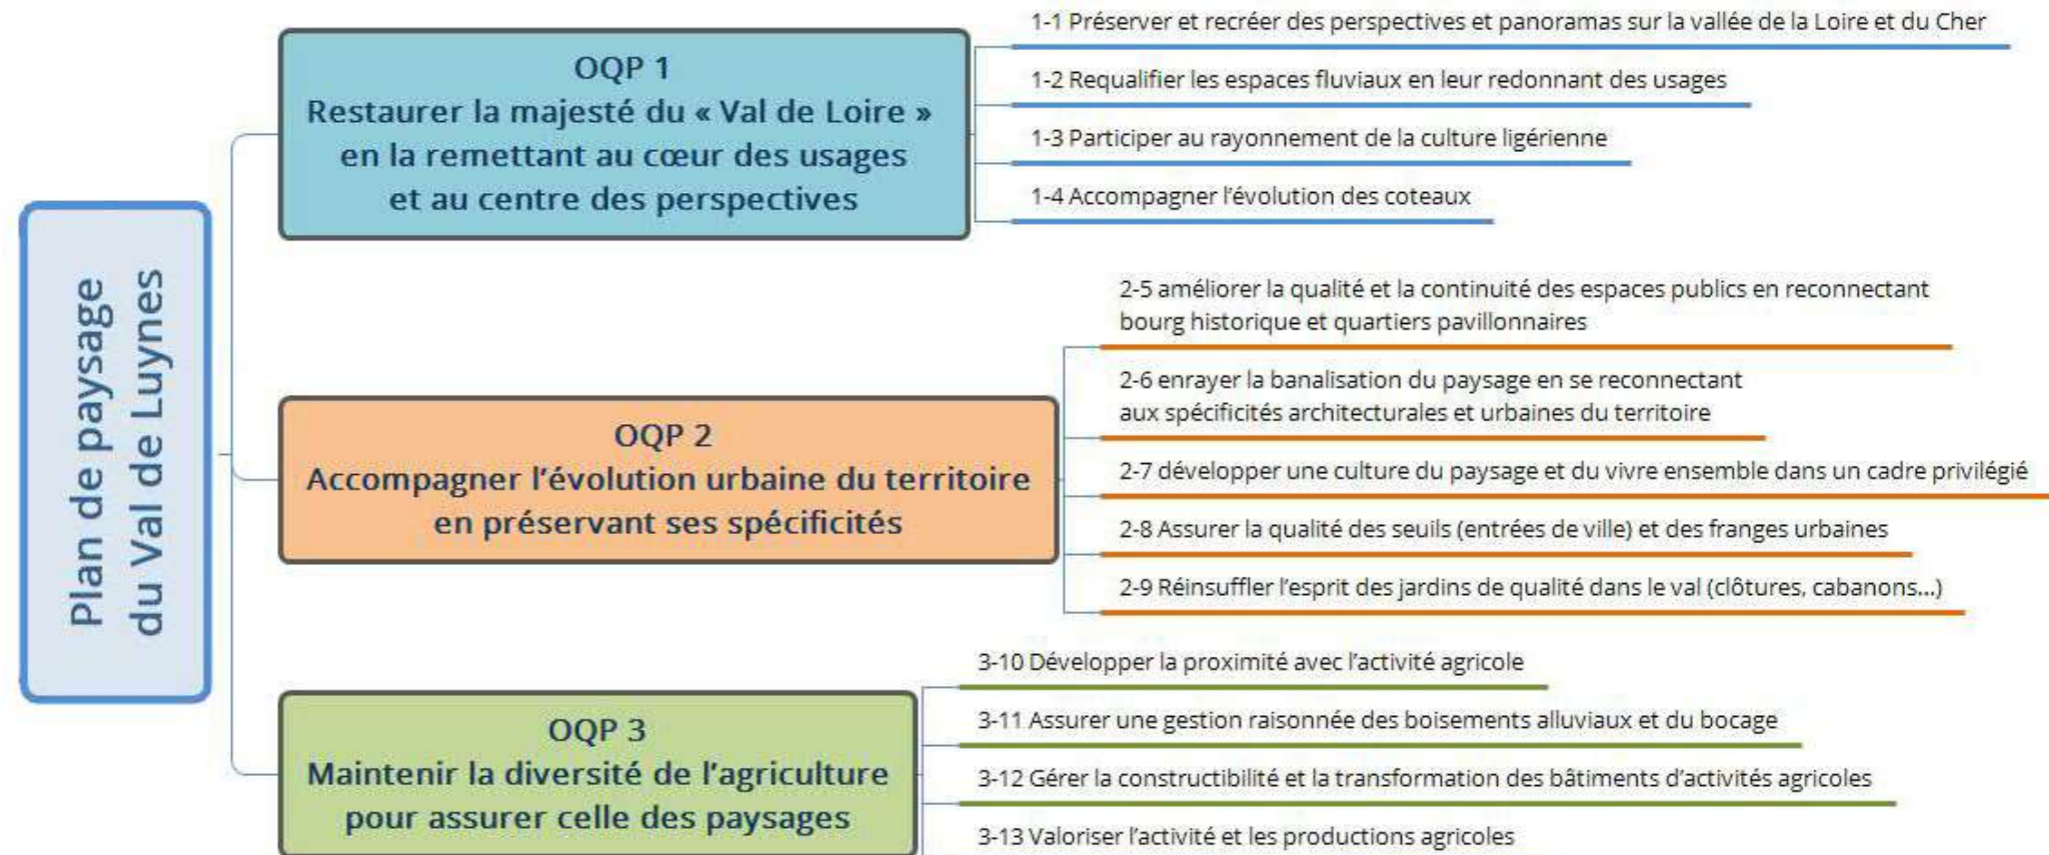 Plan de paysage
du Val de Luynes
OQP 1
Restaurer la majesté du « Val de Loire »
en la remettant au cœur des usages
et au centre des perspectives
1-1 Préserver et recréer des perspectives et panoramas sur la vallée de la Loire et du Cher
1-2 Requalifier les espaces fluviaux en leur redonnant des usages
1-3 Participer au rayonnement de la culture ligérienne
1-4 Accompagner l'évolution des coteaux
OQP 2
Accompagner l'évolution urbaine du territoire
en préservant ses spécificités
2-5 améliorer la qualité et la continuité des espaces publics en reconnectant
bourg historique et quartiers pavillonnaires
2-6 enrayer la banalisation du paysage en se reconnectant
aux spécificités architecturales et urbaines du territoire
2-7 développer une culture du paysage et du vivre ensemble dans un cadre privilégié
2-8 Assurer la qualité des seuils (entrées de ville) et des franges urbaines
2-9 Réinsuffler l'esprit des jardins de qualité dans le val (clôtures, cabanons...)
OQP 3
Maintenir la diversité de l'agriculture
pour assurer celle des paysages
3-10 Développer la proximité avec l'activité agricole
3-11 Assurer une gestion raisonnée des boisements alluviaux et du bocage
3-12 Gérer la constructibilité et la transformation des bâtiments d'activités agricoles
3-13 Valoriser l'activité et les productions agricoles